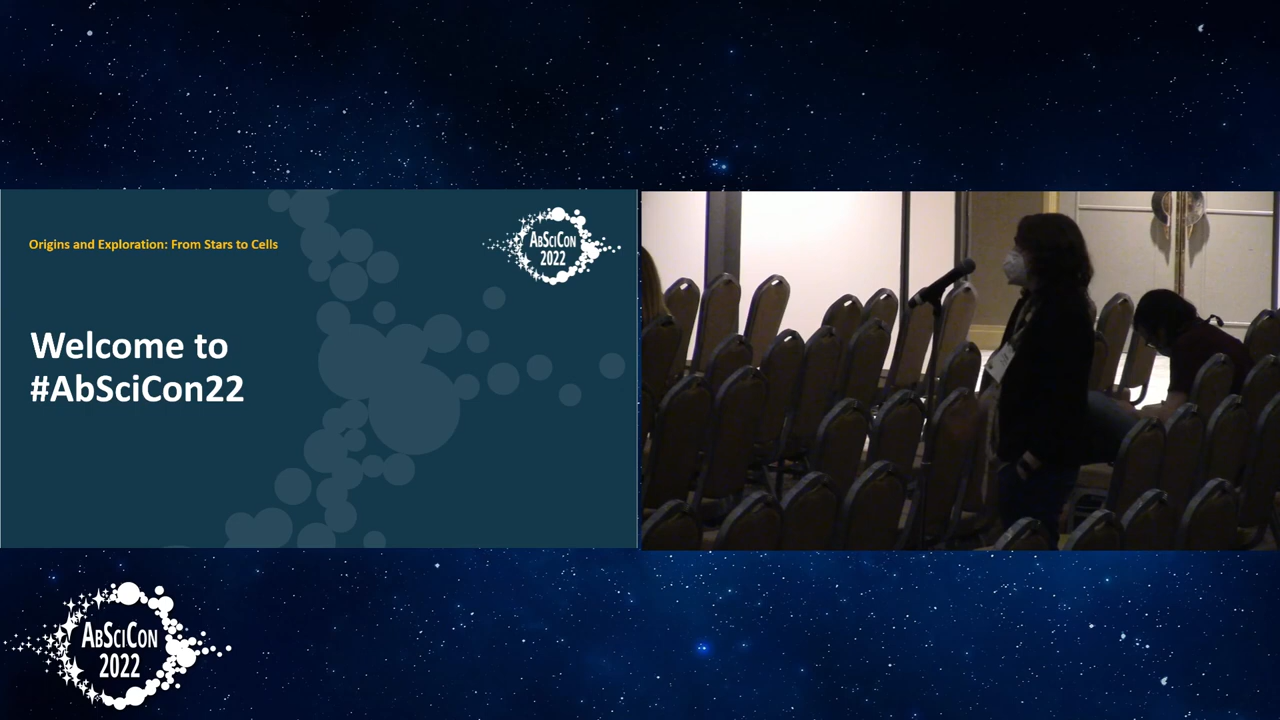 Origins and Exploration: From Stars to Cells
AbSciCon
2022
Welcome to
#AbSciCon22
AbSciCon
2022